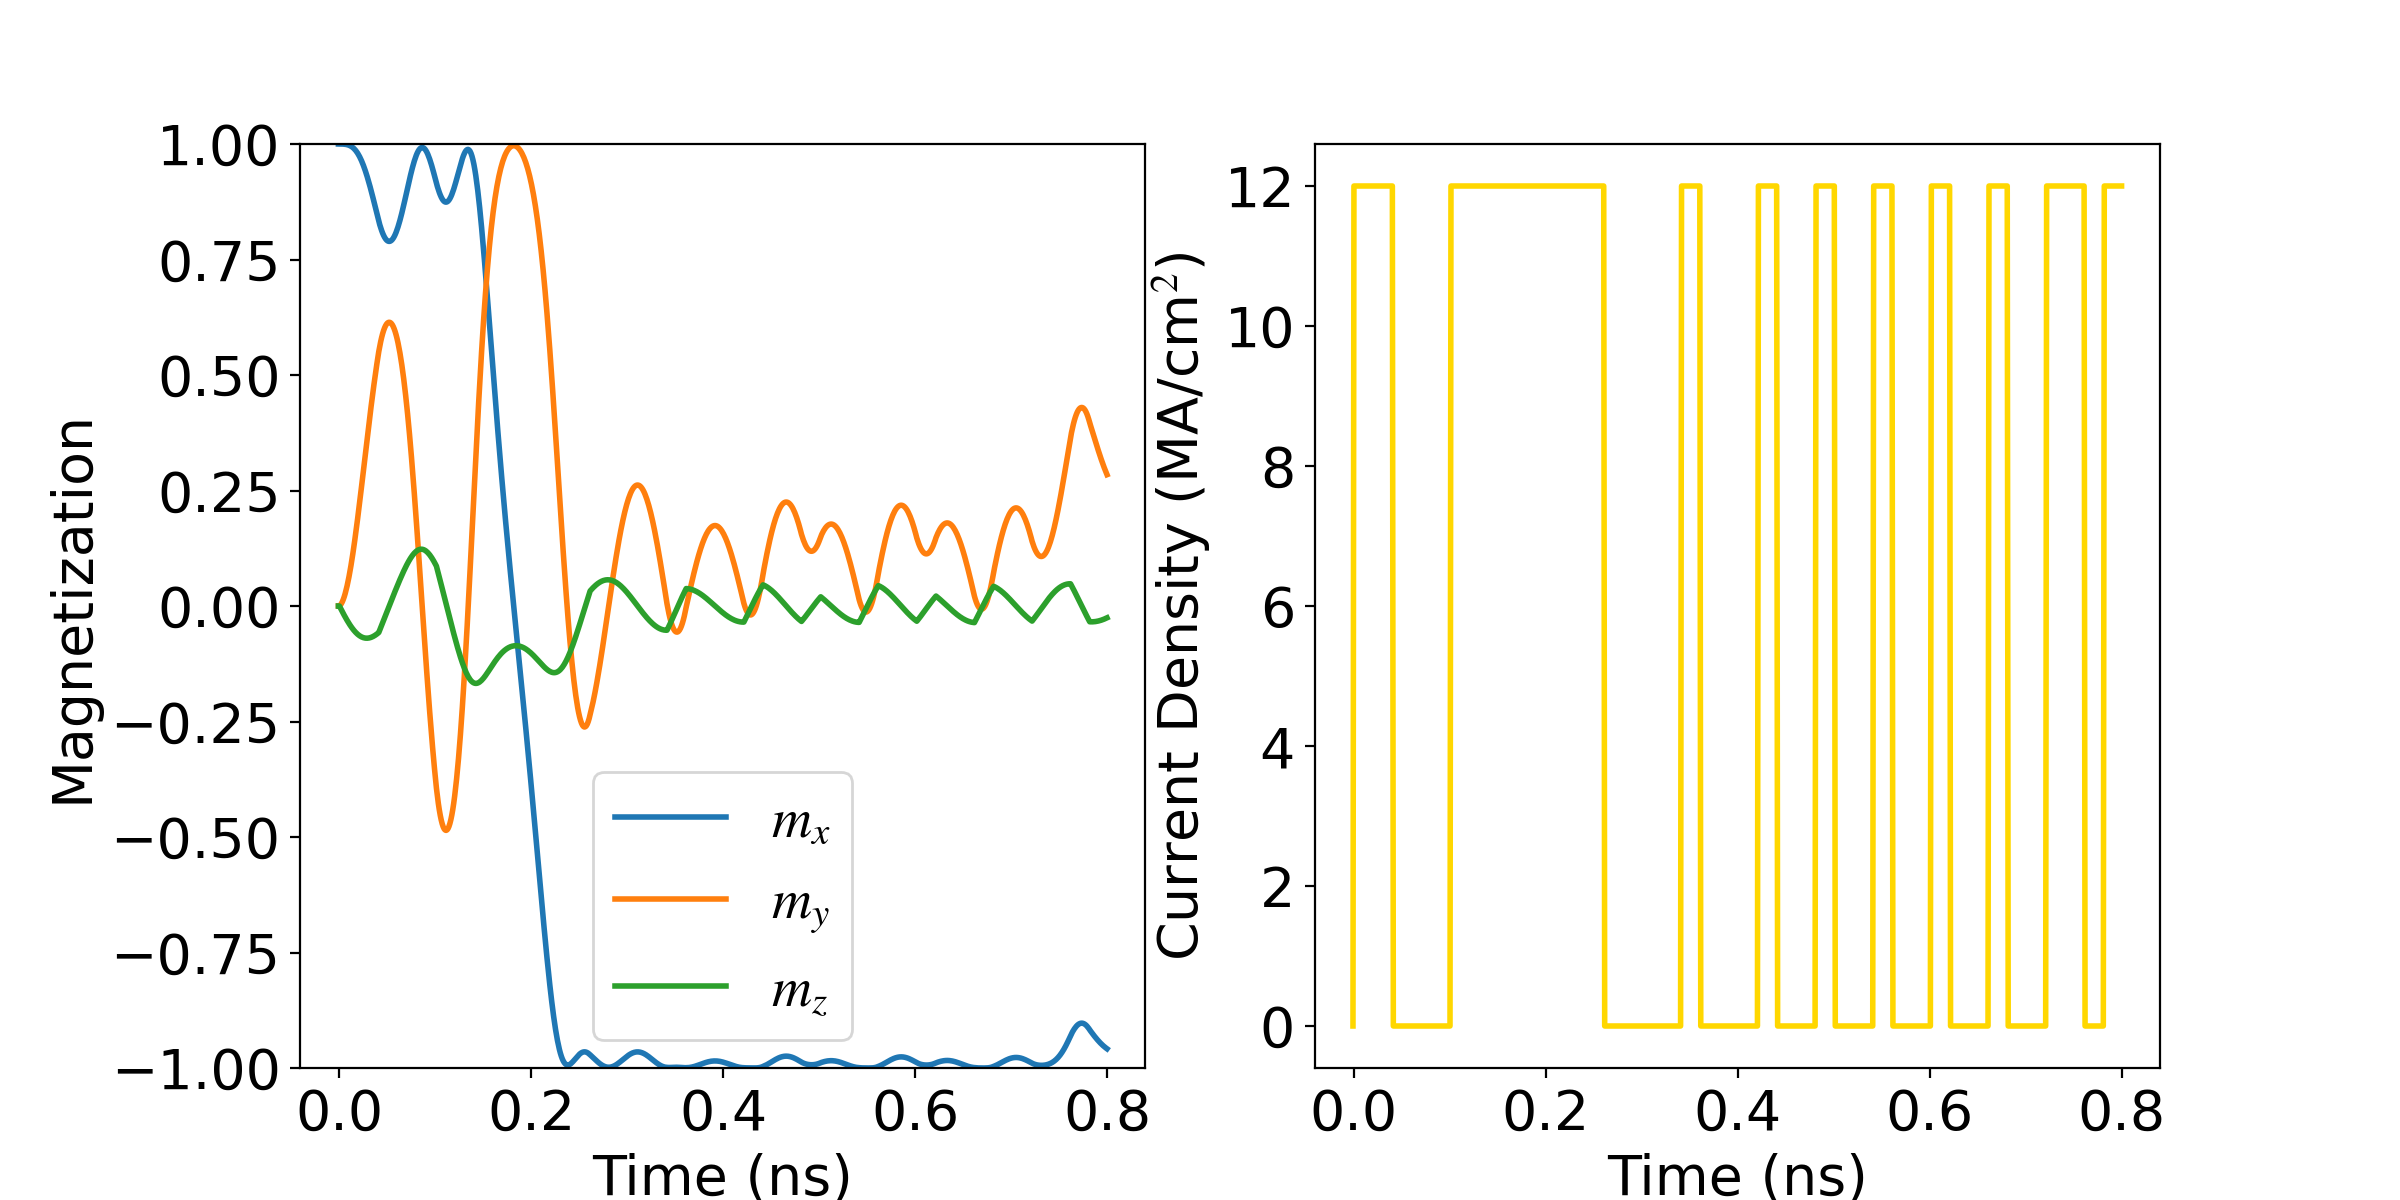 1.00
0.75
0.50
0.25
0.00
−0.25
−0.50
−0.75
−1.00
Magnetization
0.0 0.2 0.4 0.6 0.8
Time (ns)
m_x
m_y
m_z
12
10
8
6
4
2
0
Current Density (MA/cm²)
0.0 0.2 0.4 0.6 0.8
Time (ns)